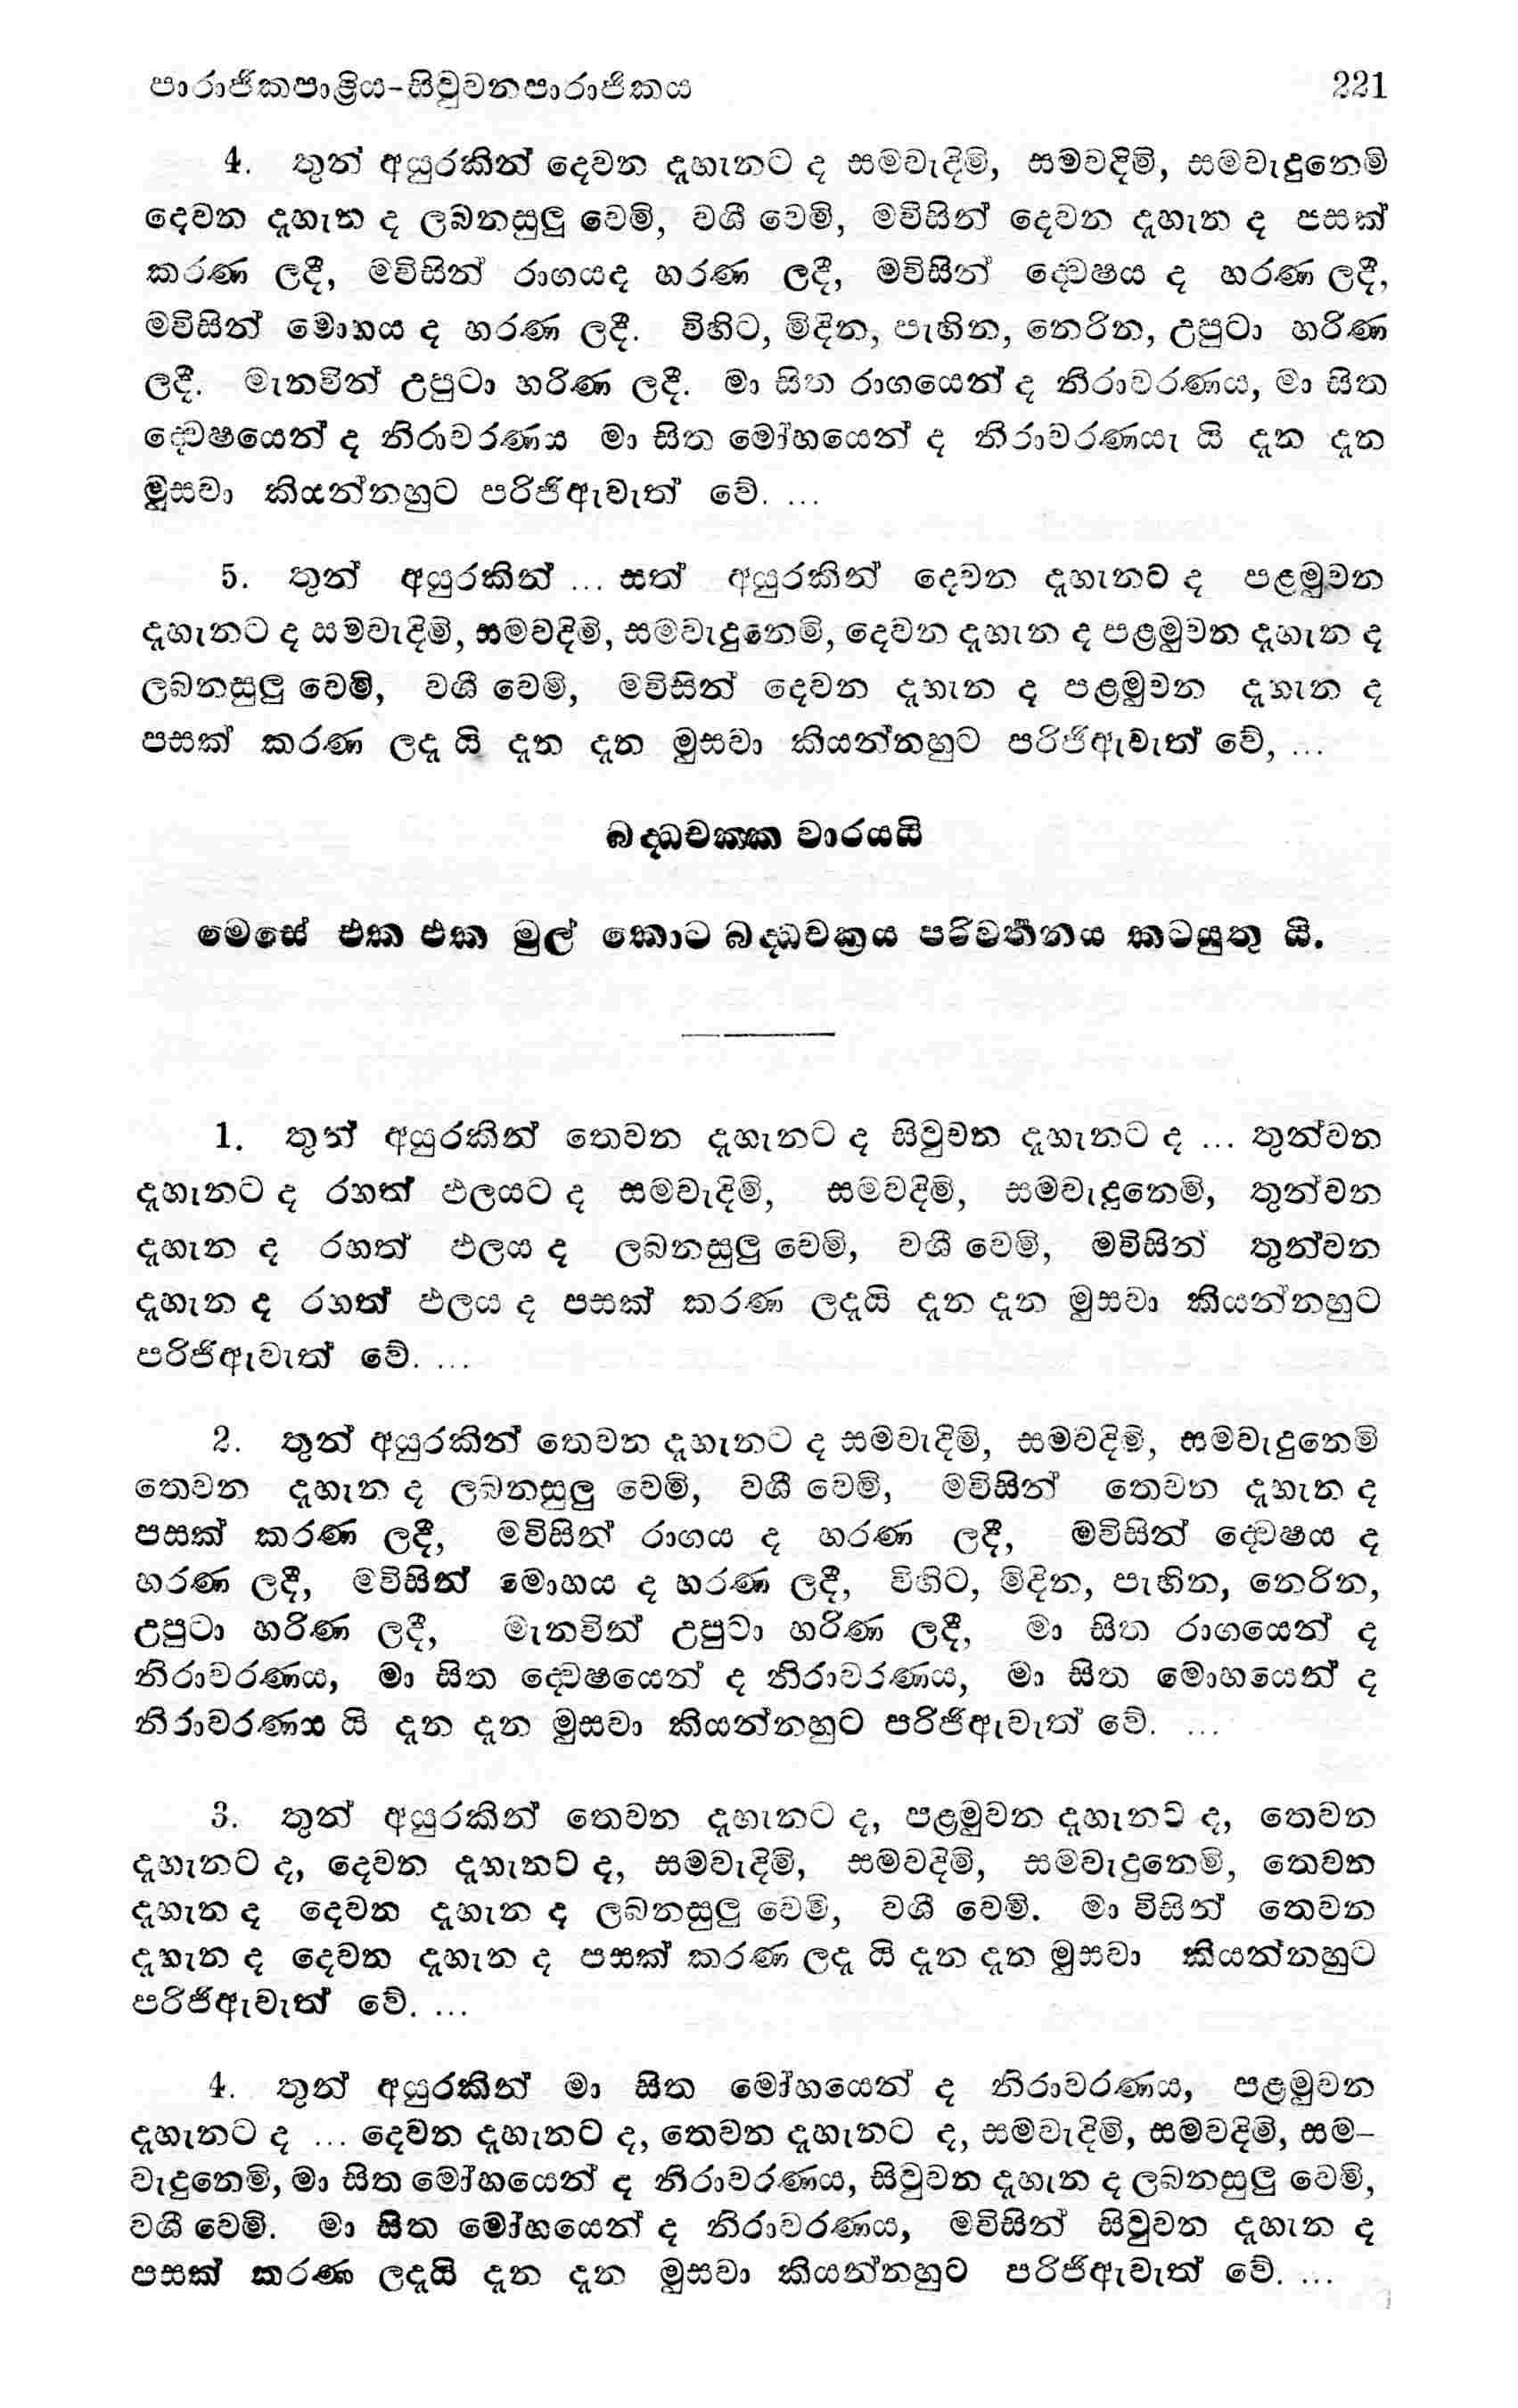 පාරාජිකපාළිය-සිවුවනපාරාජිකය 221
4. තුන් අයුරකින් දෙවන දැහැනට ද සමවැදිමි, සමවදිමි, සමවැදුනෙමි
දෙවන දැහැන ද ලබනසුලු වෙමි, වශී වෙමි, මවිසින් දෙවන දැහැන ද පසක්
කරණ ලදී, මවිසින් රාගයද හරණ ලදී, මවිසින් ද්වෙෂය ද හරණ ලදී,
මවිසින් මොහය ද හරණ ලදී. විහිට, මිදින, පැහින, නෙරින, උපුටා හරිණ
ලදී. මැනවින් උපුටා හරිණ ලදී. මා සිත රාගයෙන් ද නීරාවරණය, මා සිත
ද්වෙෂයෙන් ද නිරාවරණය මා සිත මෝහයෙන් ද නීරාවරණයැ යි දැන දැන
මුසවා කියන්නහුට පරිජිඇවැත් වේ. ...
5. තුන් අයුරකින් ... සත් අයුරකින් දෙවන දැහැනට ද පළමුවන
දැහැනට ද සමවැදිමි, සමවදිමි, සමවැදුනෙමි, දෙවන දැහැන ද පළමුවන දැහැන ද
ලබනසුලු වෙමි, වශී වෙමි, මවිසින් දෙවන දැහැන ද පළමුවන දැහැන ද
පසක් කරණ ලදැ යි දැන දැන මුසවා කියන්නහුට පරිජිඇවැත් වේ, ...
බද්ධචක්ක වාරයයි
මෙසේ එක එක මුල් කොට බද්ධචක්‍රය පරිවර්තනය කටයුතු යි.
1. තුන් අයුරකින් තෙවන දැහැනට ද සිවුවන දැහැනට ද ... තුන්වන
දැහැනට ද රහත් ඵලයට ද සමවැදිමි, සමවදිමි, සමවැදුනෙමි, තුන්වන
දැහැන ද රහත් ඵලය ද ලබනසුලු වෙමි, වශී වෙමි, මවිසින් තුන්වන
දැහැන ද රහත් ඵලය ද පසක් කරණ ලදැයි දැන දැන මුසවා කියන්නහුට
පරිජිඇවැත් වේ. ...
2. තුන් අයුරකින් තෙවන දැහැනට ද සමවැදිමි, සමවදිමි, සමවැදුනෙමි
තෙවන දැහැන ද ලබනසුලු වෙමි, වශී වෙමි, මවිසින් තෙවන දැහැන ද
පසක් කරණ ලදී, මවිසින් රාගය ද හරණ ලදී, මවිසින් ද්වෙෂය ද
හරණ ලදී, මවිසින් මොහය ද හරණ ලදී, විහිට, මිදින, පැහින, නෙරින,
උපුටා හරිණ ලදී, මැනවින් උපුටා හරිණ ලදී, මා සිත රාගයෙන් ද
නිරාවරණය, මා සිත ද්වෙෂයෙන් ද නිරාවරණය, මා සිත මොහයෙන් ද
නිරාවරණය යි දැන දැන මුසවා කියන්නහුට පරිජිඇවැත් වේ. ...
3. තුන් අයුරකින් තෙවන දැහැනට ද, පළමුවන දැහැනට ද, තෙවන
දැහැනට ද, දෙවන දැහැනට ද, සමවැදිමි, සමවදිමි, සමවැදුනෙමි, තෙවන
දැහැන ද දෙවන දැහැන ද ලබනසුලු වෙමි, වශී වෙමි. මා විසින් තෙවන
දැහැන ද දෙවන දැහැන ද පසක් කරණ ලදැ යි දැන දැන මුසවා කියන්නහුට
පරිජිඇවැත් වේ. ...
4. තුන් අයුරකින් මා සිත මෝහයෙන් ද නිරාවරණය, පළමුවන
දැහැනට ද ... දෙවන දැහැනට ද, තෙවන දැහැනට ද, සමවැදිමි, සමවදිමි, සම-
වැදුනෙමි, මා සිත මෝහයෙන් ද නිරාවරණය, සිවුවන දැහැන ද ලබනසුලු වෙමි,
වශී වෙමි. මා සිත මෝහයෙන් ද නිරාවරණය, මවිසින් සිවුවන දැහැන ද
පසක් කරණ ලදැයි දැන දැන මුසවා කියන්නහුට පරිජිඇවැත් වේ. ...